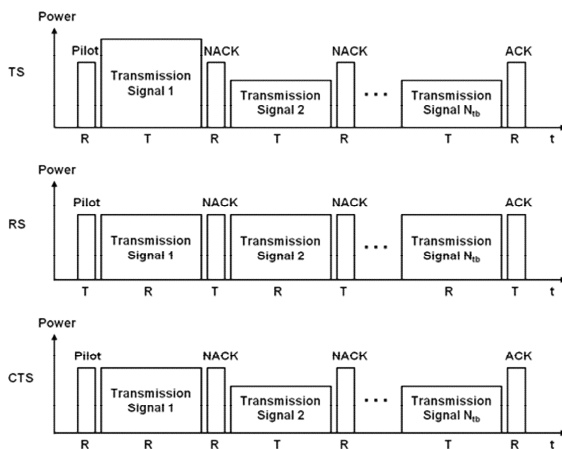 Power
Pilot NACK NACK ACK
TS
Transmission Signal 1
Transmission Signal 2
...
Transmission Signal Ntb
R T R T R T R t
Power
Pilot NACK NACK ACK
RS
Transmission Signal 1
Transmission Signal 2
...
Transmission Signal Ntb
T R T R T R T t
Power
Pilot NACK NACK ACK
CTS
Transmission Signal 1
Transmission Signal 2
...
Transmission Signal Ntb
R R R T R T R t